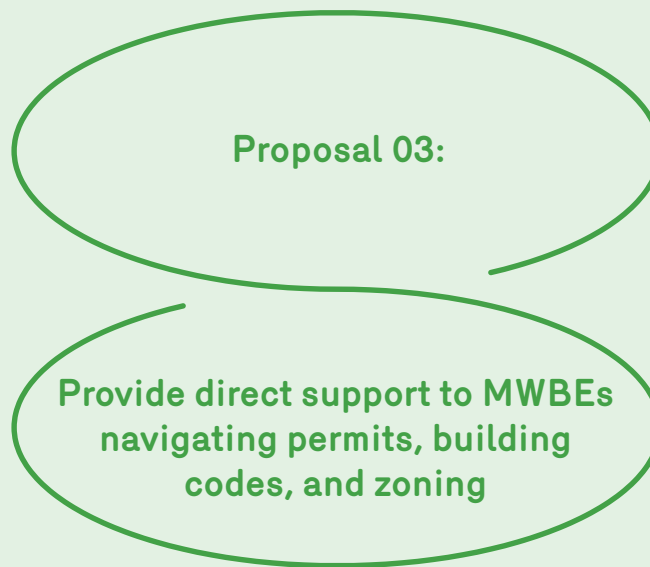 Proposal 03:
Provide direct support to MWBEs
navigating permits, building
codes, and zoning